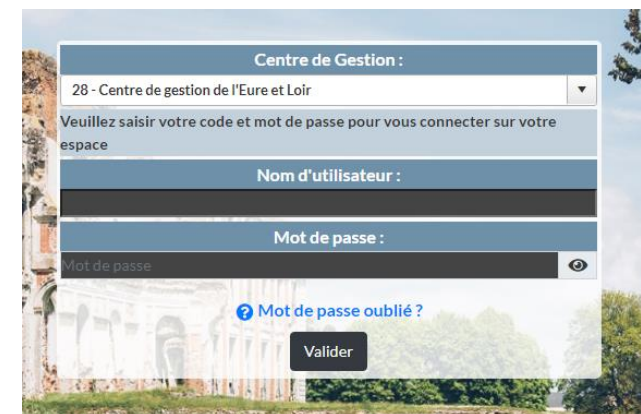 Centre de Gestion :
28 - Centre de gestion de l'Eure et Loir
Veuillez saisir votre code et mot de passe pour vous connecter sur votre
espace
Nom d'utilisateur :
Mot de passe :
Mot de passe
Mot de passe oublié ?
Valider